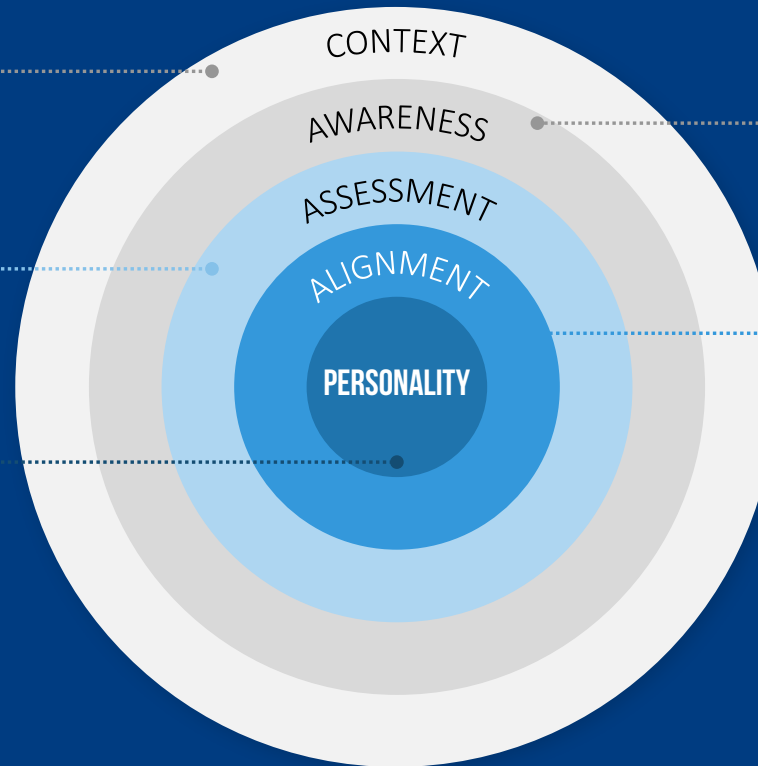 CONTEXT
AWARENESS
ASSESSMENT
ALIGNMENT
PERSONALITY